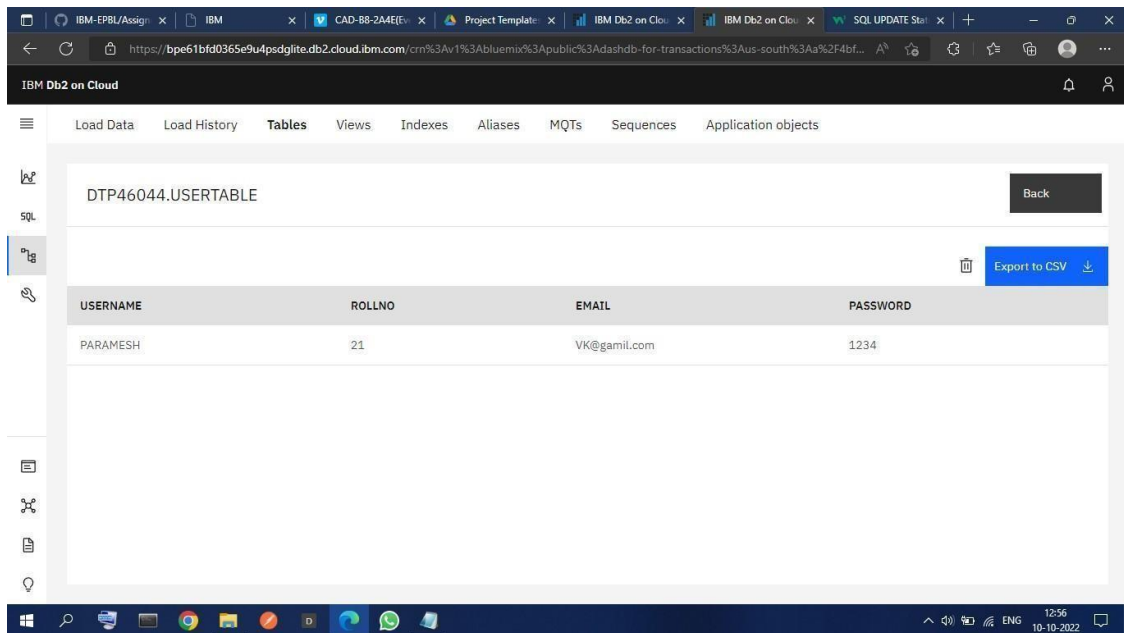 IBM-EPBL/Assign
IBM
CAD-B8-2A4E(Ev
Project Template
IBM Db2 on Clou
IBM Db2 on Clou
SQL UPDATE Stat
https://bpe61bfd0365e9u4psdglite.db2.cloud.ibm.com/crn%3Av1%3Abluemix%3Apublic%3Adashdb-for-transactions%3Aus-south%3Aa%2F4bf...
IBM Db2 on Cloud
Load Data Load History Tables Views Indexes Aliases MQTs Sequences Application objects
DTP46044.USERTABLE
Back
SQL
Export to CSV
USERNAME ROLLNO EMAIL PASSWORD
PARAMESH 21 VK@gamil.com 1234
D
ENG
12:56
10-10-2022